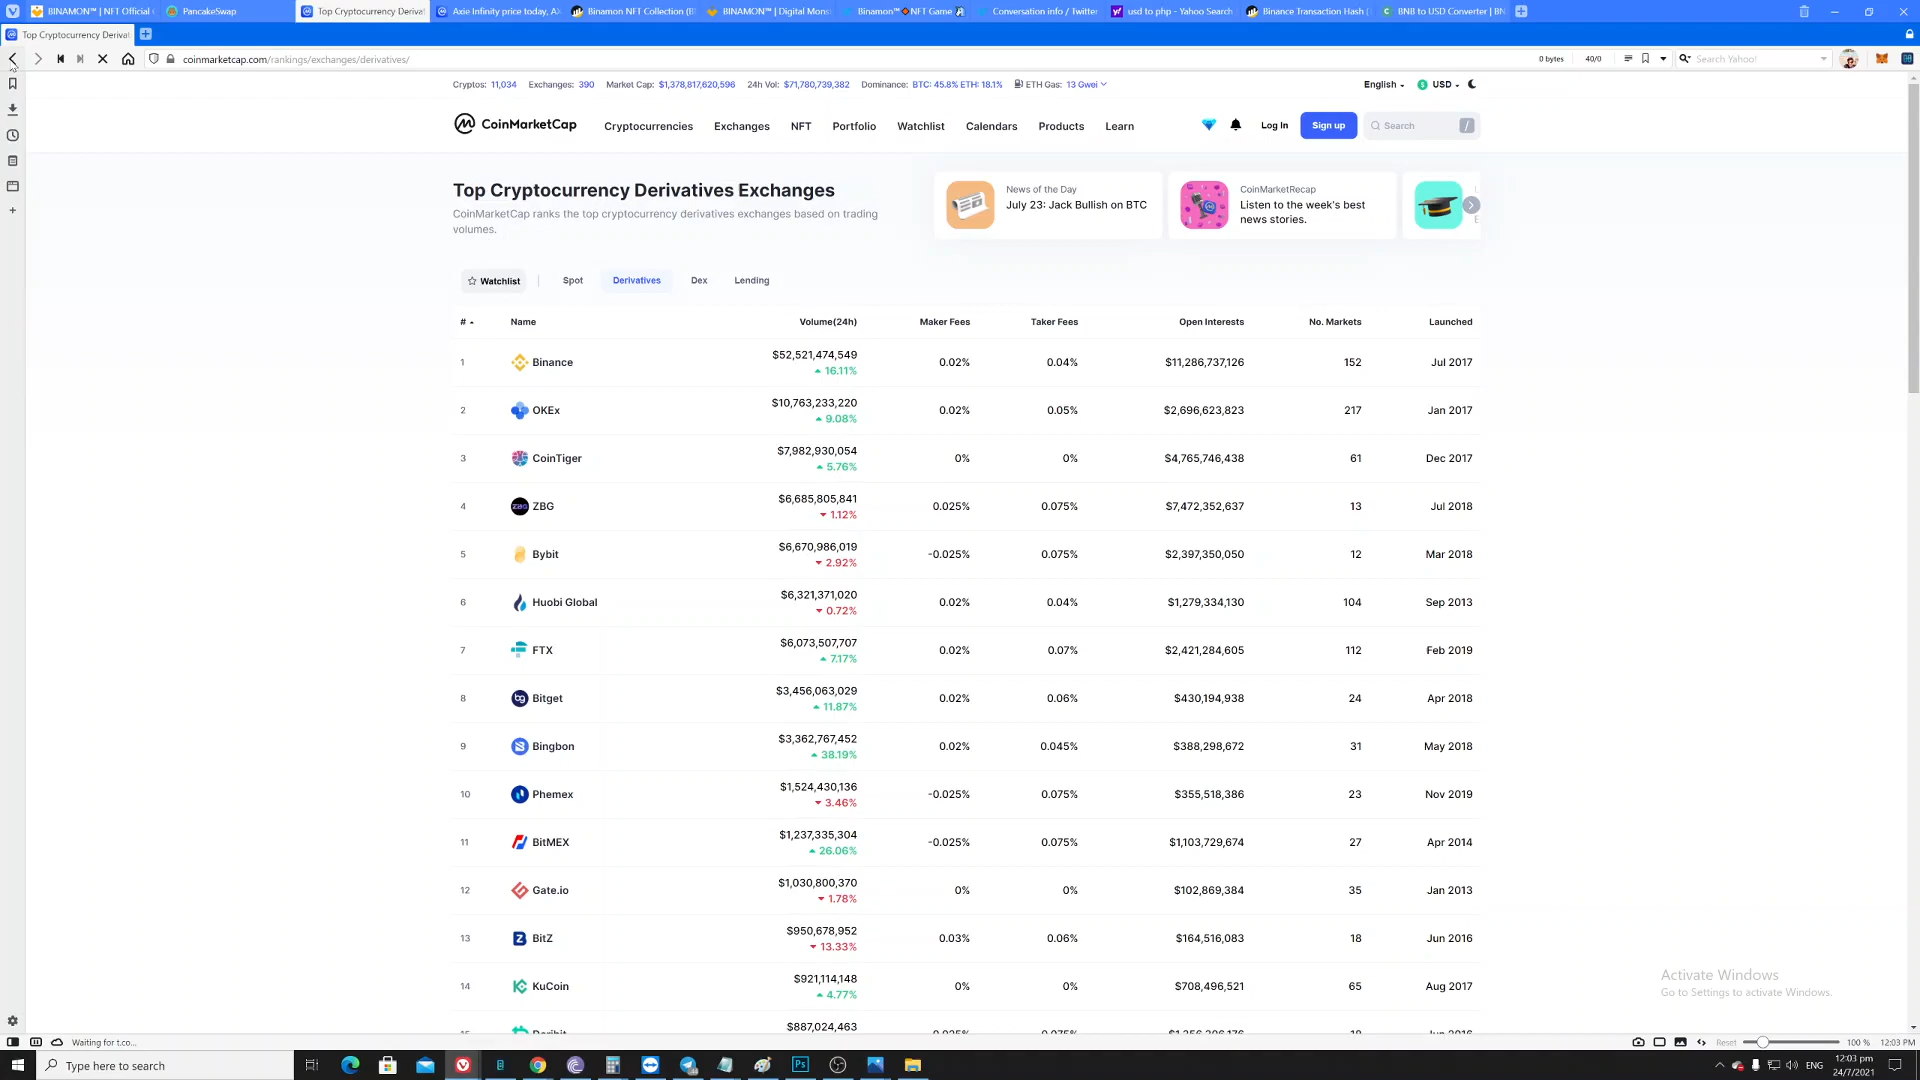 BINAMON™ | NFT Official
PancakeSwap
Top Cryptocurrency Deriva
Axie Infinity price today, A
Binamon NFT Collection (B
BINAMON™ | Digital Mons
Binamon™ NFT Game
Conversation info / Twitter
usd to php - Yahoo Search
Binance Transaction Hash (
BNB to USD Converter | BN
Top Cryptocurrency Derivat
coinmarketcap.com/rankings/exchanges/derivatives/
0 bytes
40/0
Search Yahoo!
Cryptos: 11,034 Exchanges: 390 Market Cap: $1,378,817,620,596 24h Vol: $71,780,739,382 Dominance: BTC: 45.8% ETH: 18.1% ETH Gas: 13 Gwei
English USD
CoinMarketCap
Cryptocurrencies Exchanges NFT Portfolio Watchlist Calendars Products Learn
Log In Sign up Search /
Top Cryptocurrency Derivatives Exchanges
CoinMarketCap ranks the top cryptocurrency derivatives exchanges based on trading
volumes.
News of the Day
July 23: Jack Bullish on BTC
CoinMarketRecap
Listen to the week's best
news stories.
Watchlist Spot Derivatives Dex Lending
# Name Volume(24h) Maker Fees Taker Fees Open Interests No. Markets Launched
1 Binance $52,521,474,549 0.02% 0.04% $11,286,737,126 152 Jul 2017
16.11%
2 OKEx $10,763,233,220 0.02% 0.05% $2,696,623,823 217 Jan 2017
9.08%
3 CoinTiger $7,982,930,054 0% 0% $4,765,746,438 61 Dec 2017
5.76%
4 ZBG $6,685,805,841 0.025% 0.075% $7,472,352,637 13 Jul 2018
1.12%
5 Bybit $6,670,986,019 -0.025% 0.075% $2,397,350,050 12 Mar 2018
2.92%
6 Huobi Global $6,321,371,020 0.02% 0.04% $1,279,334,130 104 Sep 2013
0.72%
7 FTX $6,073,507,707 0.02% 0.07% $2,421,284,605 112 Feb 2019
7.17%
8 Bitget $3,456,063,029 0.02% 0.06% $430,194,938 24 Apr 2018
11.87%
9 Bingbon $3,362,767,452 0.02% 0.045% $388,298,672 31 May 2018
38.19%
10 Phemex $1,524,430,136 -0.025% 0.075% $355,518,386 23 Nov 2019
3.46%
11 BitMEX $1,237,335,304 -0.025% 0.075% $1,103,729,674 27 Apr 2014
26.06%
12 Gate.io $1,030,800,370 0% 0% $102,869,384 35 Jan 2013
1.78%
13 BitZ $950,678,952 0.03% 0.06% $164,516,083 18 Jun 2016
13.33%
14 KuCoin $921,114,148 0% 0% $708,496,521 65 Aug 2017
4.77%
$887,024,463
Activate Windows
Go to Settings to activate Windows.
Waiting for t.co...
Reset 100 % 12:03 PM
Type here to search
Ps
ENG
12:03 pm
24/7/2021